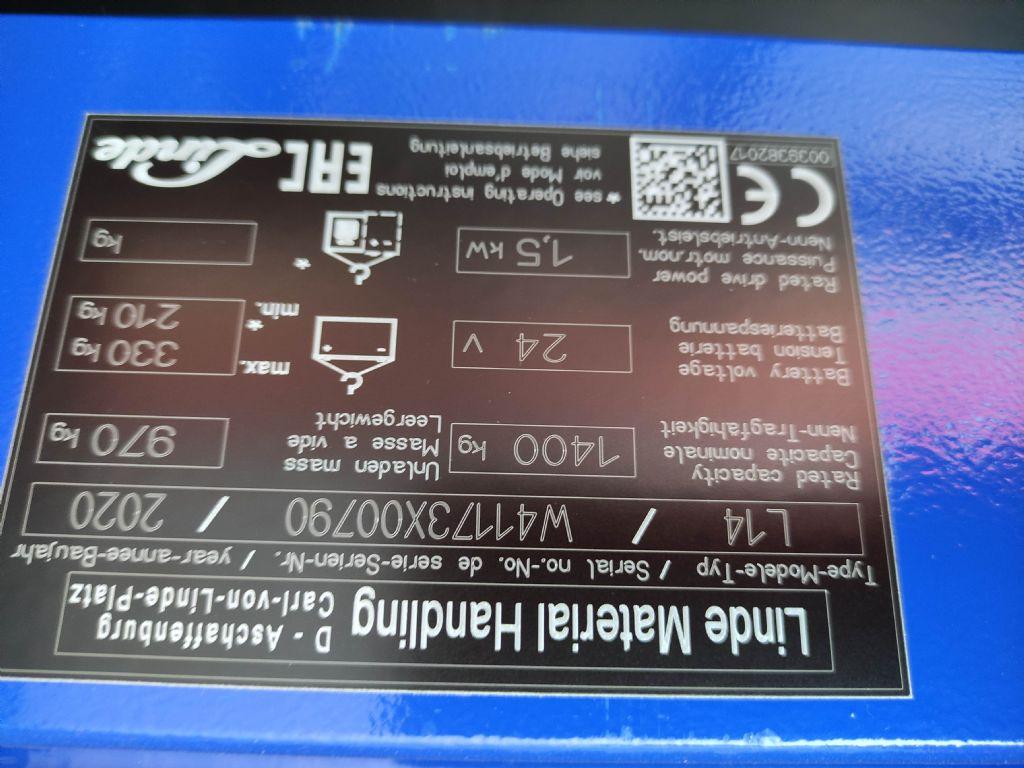 Linde Material Handling
D - Aschaffenburg
Carl-von-Linde-Platz
Type-Modele-Typ / Serial no.-No. de serie-Serien-Nr. / year-annee-Baujahr
L14 / W41173X00790 / 2020
Rated capacity
Capacite nominale
Nenn-Tragfähigkeit
1400 kg
Unladen mass
Masse a vide
Leergewicht
970 kg
Battery voltage
Tension batterie
Batteriespannung
24 V
- +
max.
330 kg
*
min.
210 kg
Rated drive power
Puissance motr.nom.
Nenn-Antriebsleist.
1,5 kW
*
kg
CE
0039382017
* see Operating instructions
voir Mode d'emploi
siehe Betriebsanleitung
EAC
Linde